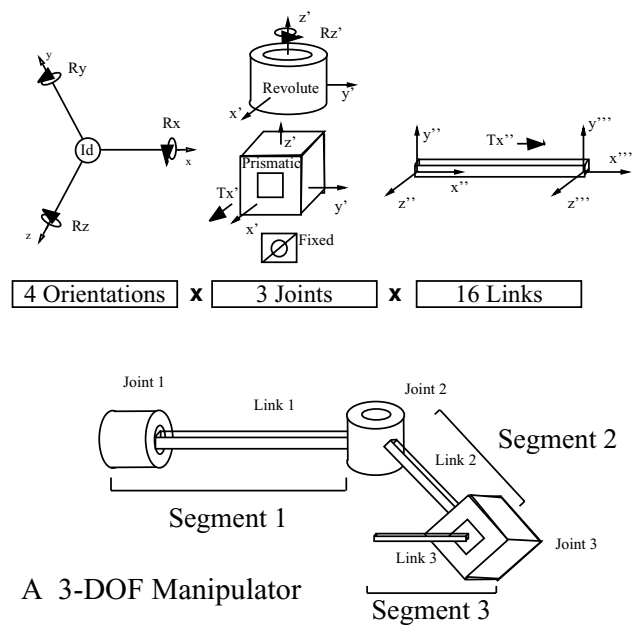 z'
Rz'
y
Ry
Revolute
y'
x'
Rx
Id
x
z'
Prismatic
y''
Tx''
y'''
x'''
x''
Tx'
y'
z''
z'''
Rz
z
x'
Fixed
4 Orientations x 3 Joints x 16 Links
Joint 1
Link 1
Joint 2
Segment 2
Link 2
Segment 1
Joint 3
Link 3
A 3-DOF Manipulator
Segment 3